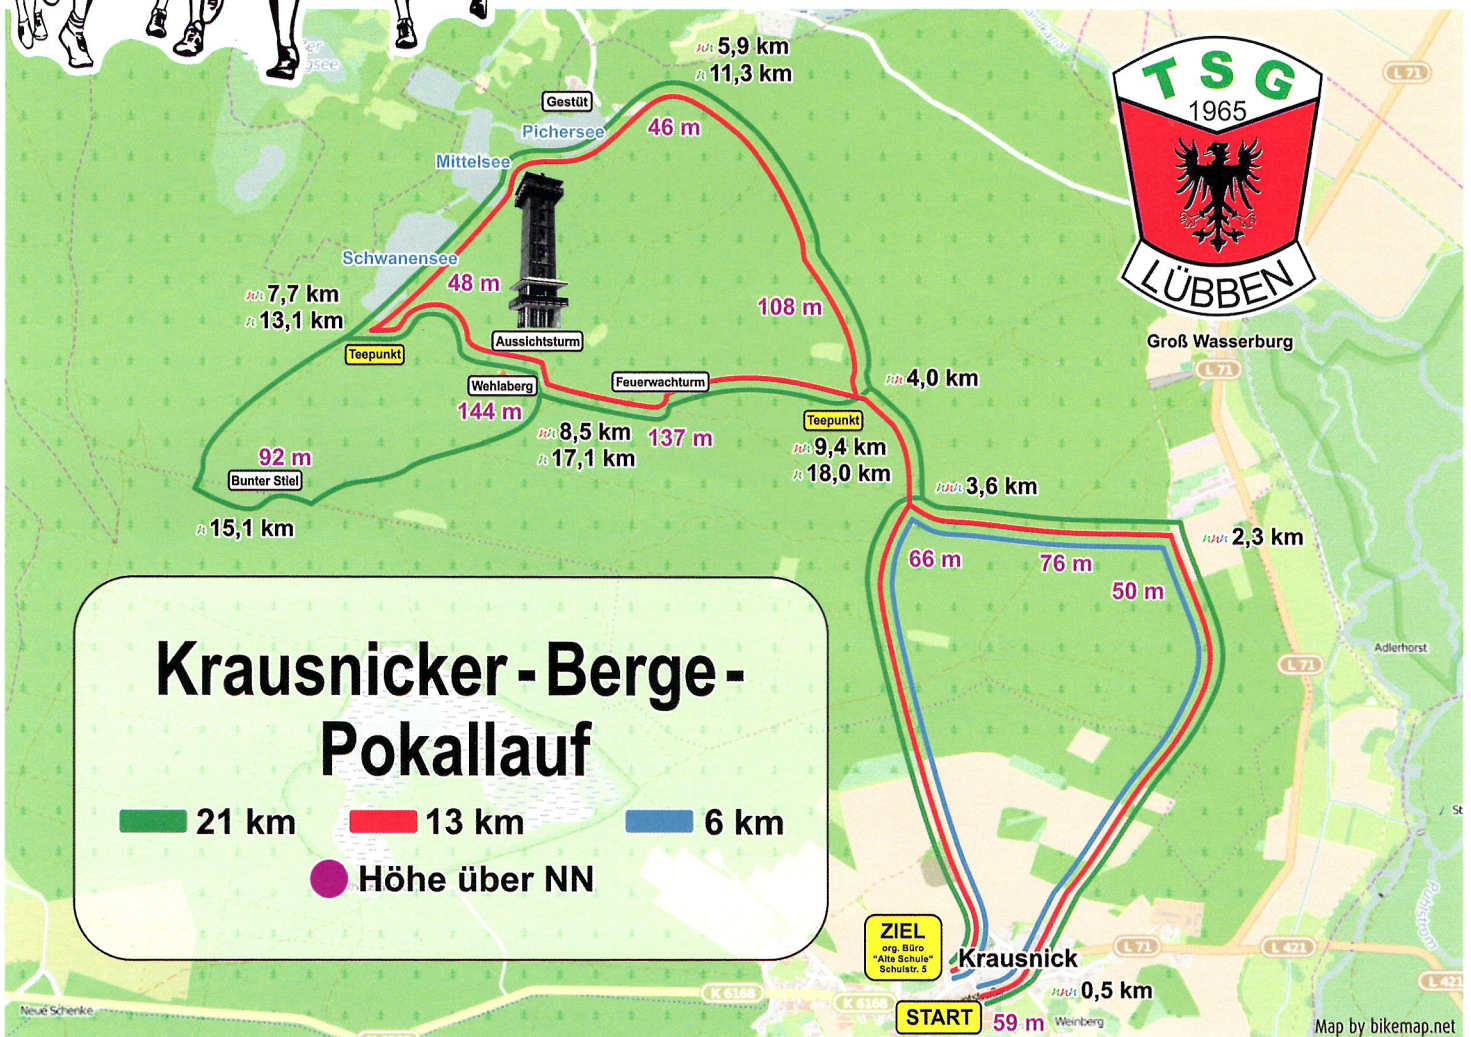 5,9 km
11,3 km
L 71
TSG
1965
LÜBBEN
Gestüt
Pichersee
46 m
Mittelsee
Schwanensee
48 m
7,7 km
13,1 km
108 m
Aussichtsturm
Groß Wasserburg
L 71
Teepunkt
Wehlaberg
Feuerwachturm
4,0 km
144 m
Teepunkt
8,5 km
17,1 km
137 m
9,4 km
18,0 km
92 m
Bunter Stiel
15,1 km
3,6 km
2,3 km
66 m
76 m
50 m
Adlerhorst
L 71
Krausnicker-Berge-
Pokallauf
21 km
13 km
6 km
Höhe über NN
ZIEL
org. Büro
"Alte Schule"
Schulstr. 5
Krausnick
L 71
L 421
L 421
0,5 km
K 6168
K 6168
START
59 m
Weinberg
Neue Schenke
Map by bikemap.net